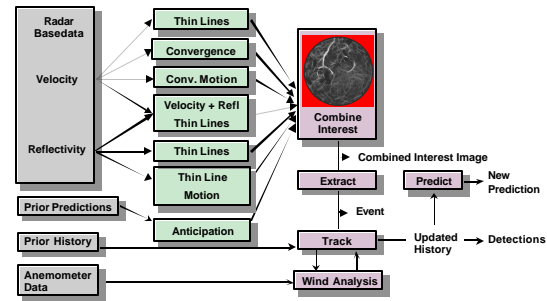 Radar
Basedata
Velocity
Reflectivity
Prior Predictions
Prior History
Anemometer
Data
Thin Lines
Convergence
Conv. Motion
Velocity + Refl
Thin Lines
Thin Lines
Thin Line
Motion
Anticipation
Combine
Interest
Combined Interest Image
Extract
Event
Track
Wind Analysis
Predict
New
Prediction
Updated
History
Detections